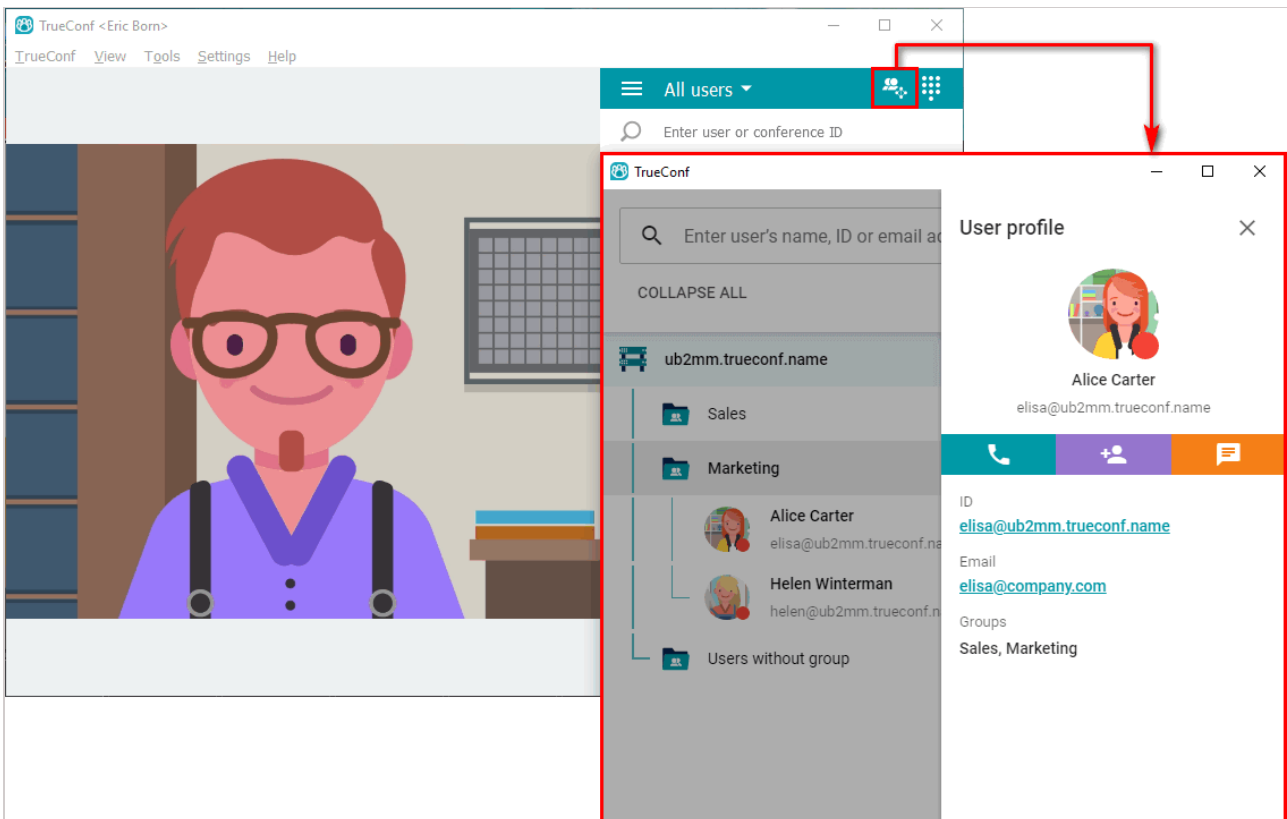 TrueConf <Eric Born>
TrueConf View Tools Settings Help
All users
Enter user or conference ID
TrueConf
Enter user's name, ID or email ad
COLLAPSE ALL
ub2mm.trueconf.name
Sales
Marketing
Alice Carter
elisa@ub2mm.trueconf.na
Helen Winterman
helen@ub2mm.trueconf.n
Users without group
User profile
Alice Carter
elisa@ub2mm.trueconf.name
ID
elisa@ub2mm.trueconf.name
Email
elisa@company.com
Groups
Sales, Marketing